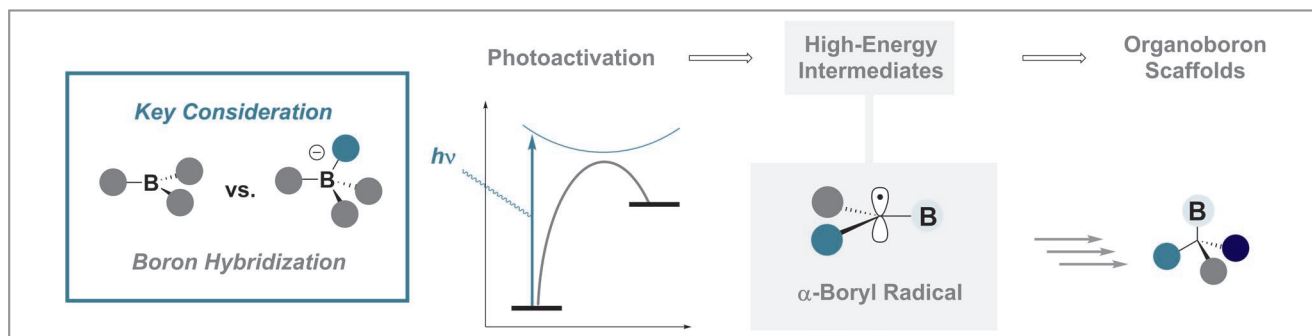 Key Consideration
B
vs.
⊖
B
Boron Hybridization
Photoactivation
hν
High-Energy
Intermediates
B
α-Boryl Radical
Organoboron
Scaffolds
B